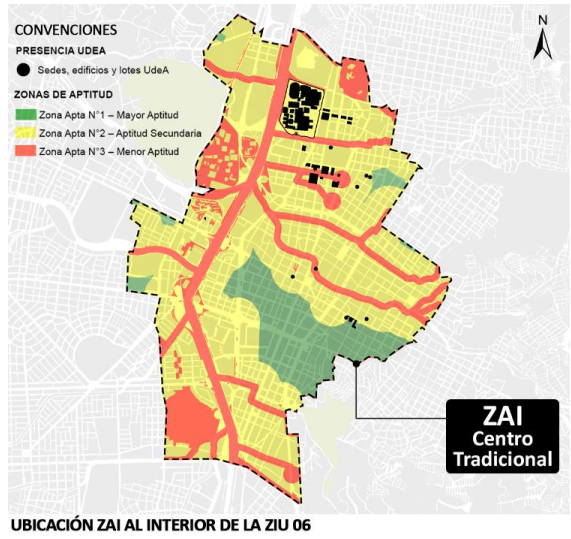 CONVENCIONES
PRESENCIA UDEA
Sedes, edificios y lotes UdeA
ZONAS DE APTITUD
Zona Apta N°1 – Mayor Aptitud
Zona Apta N°2 – Aptitud Secundaria
Zona Apta N°3 – Menor Aptitud
N
ZAI
Centro
Tradicional
UBICACIÓN ZAI AL INTERIOR DE LA ZIU 06